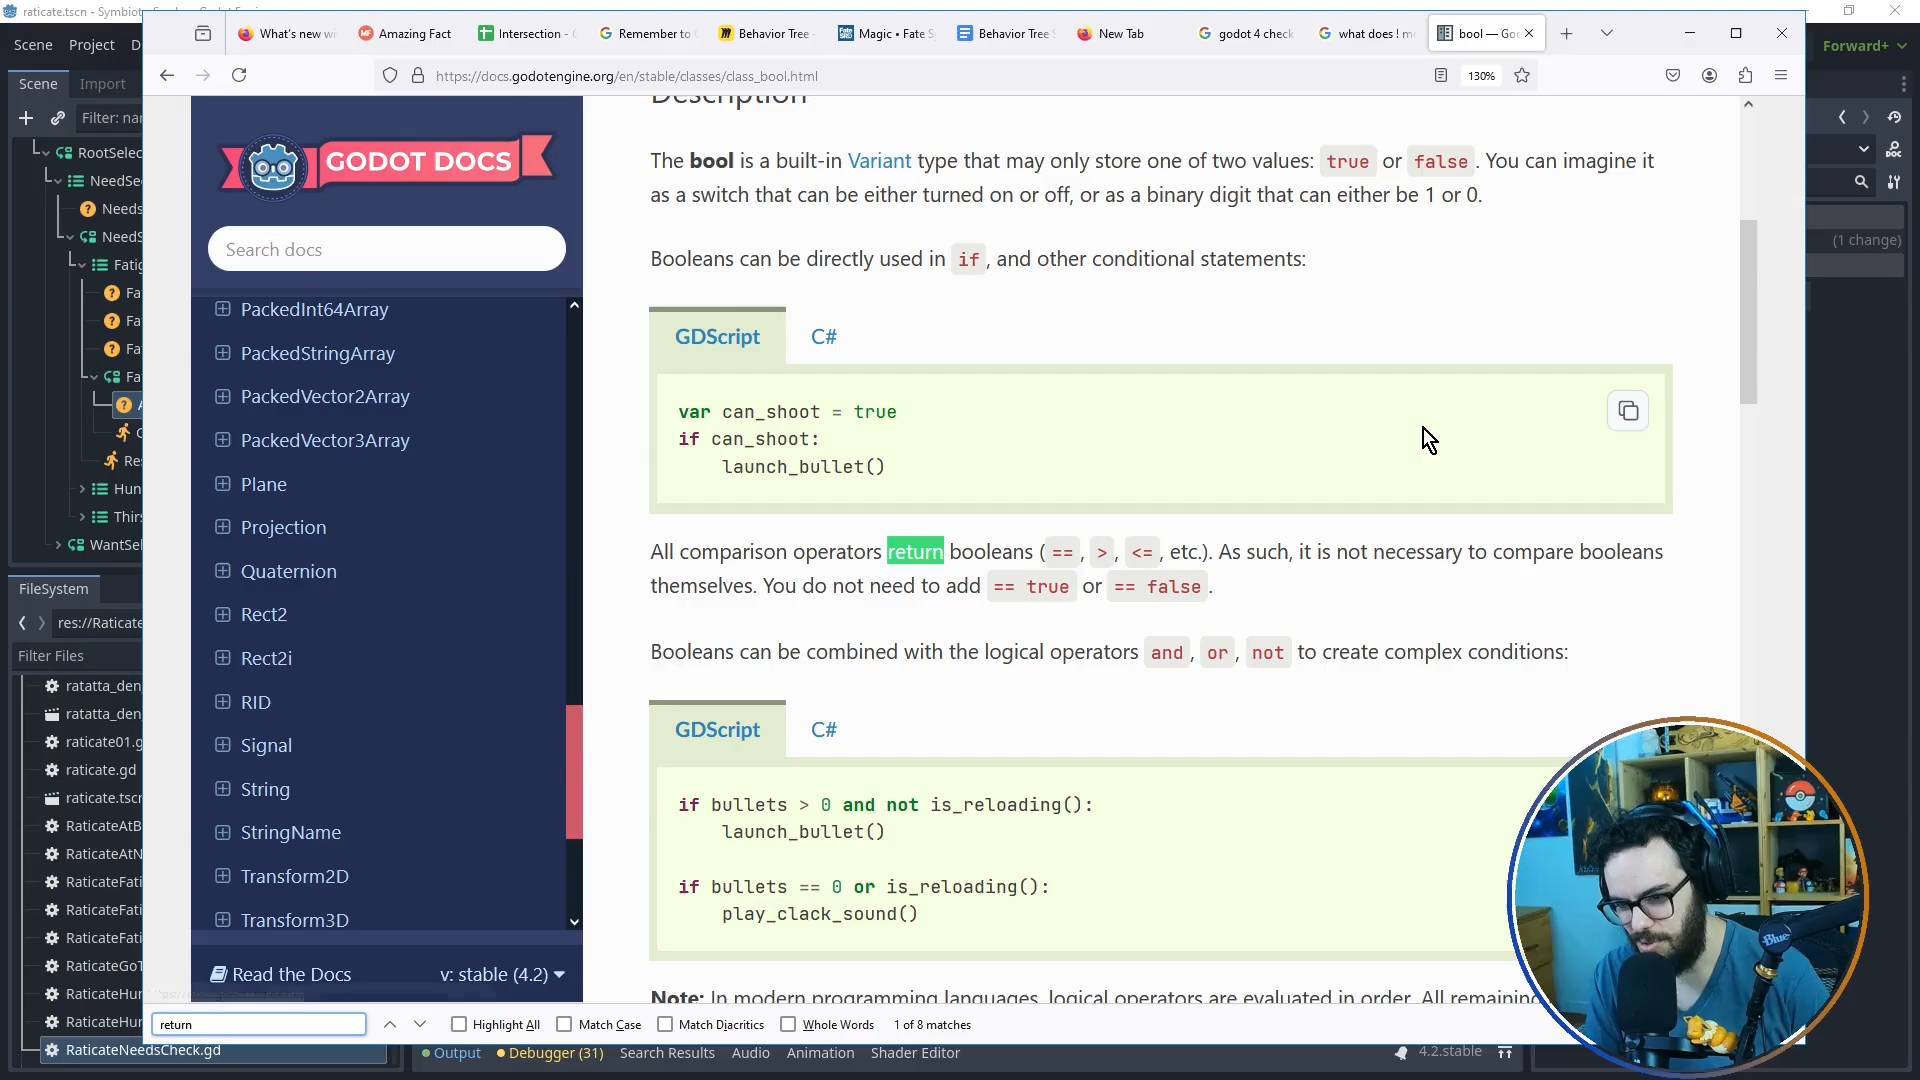 raticate.tscn - Symbiot
Scene Project D
Forward+
What's new wi
Amazing Fact
Intersection - G
Remember to
Behavior Tree -
Magic • Fate S
Behavior Tree S
New Tab
godot 4 check
what does ! m
bool — God
https://docs.godotengine.org/en/stable/classes/class_bool.html
130%
Scene Import
Filter: nar
RootSelec
NeedSe
Needs
NeedS
Fatig
Fa
Fa
Fa
Fa
A
C
Res
Hun
Thirs
WantSel
FileSystem
res://Raticate
Filter Files
ratatta_den
ratatta_den
raticate01.g
raticate.gd
raticate.tscn
RaticateAtB
RaticateAtN
RaticateFati
RaticateFati
RaticateFati
RaticateGoT
RaticateHun
RaticateHun
RaticateNeedsCheck.gd
GODOT DOCS
Search docs
PackedInt64Array
PackedStringArray
PackedVector2Array
PackedVector3Array
Plane
Projection
Quaternion
Rect2
Rect2i
RID
Signal
String
StringName
Transform2D
Transform3D
Read the Docs v: stable (4.2)
Description
The bool is a built-in Variant type that may only store one of two values: true or false. You can imagine it
as a switch that can be either turned on or off, or as a binary digit that can either be 1 or 0.
Booleans can be directly used in if, and other conditional statements:
GDScript C#
var can_shoot = true
if can_shoot:
launch_bullet()
All comparison operators return booleans (==, >, <=, etc.). As such, it is not necessary to compare booleans
themselves. You do not need to add == true or == false.
Booleans can be combined with the logical operators and, or, not to create complex conditions:
GDScript C#
if bullets > 0 and not is_reloading():
launch_bullet()
if bullets == 0 or is_reloading():
play_clack_sound()
Note: In modern programming languages, logical operators are evaluated in order. All remaining
(1 change)
DOC
return
Highlight All Match Case Match Diacritics Whole Words 1 of 8 matches
Output Debugger (31) Search Results Audio Animation Shader Editor
4.2.stable
Blue